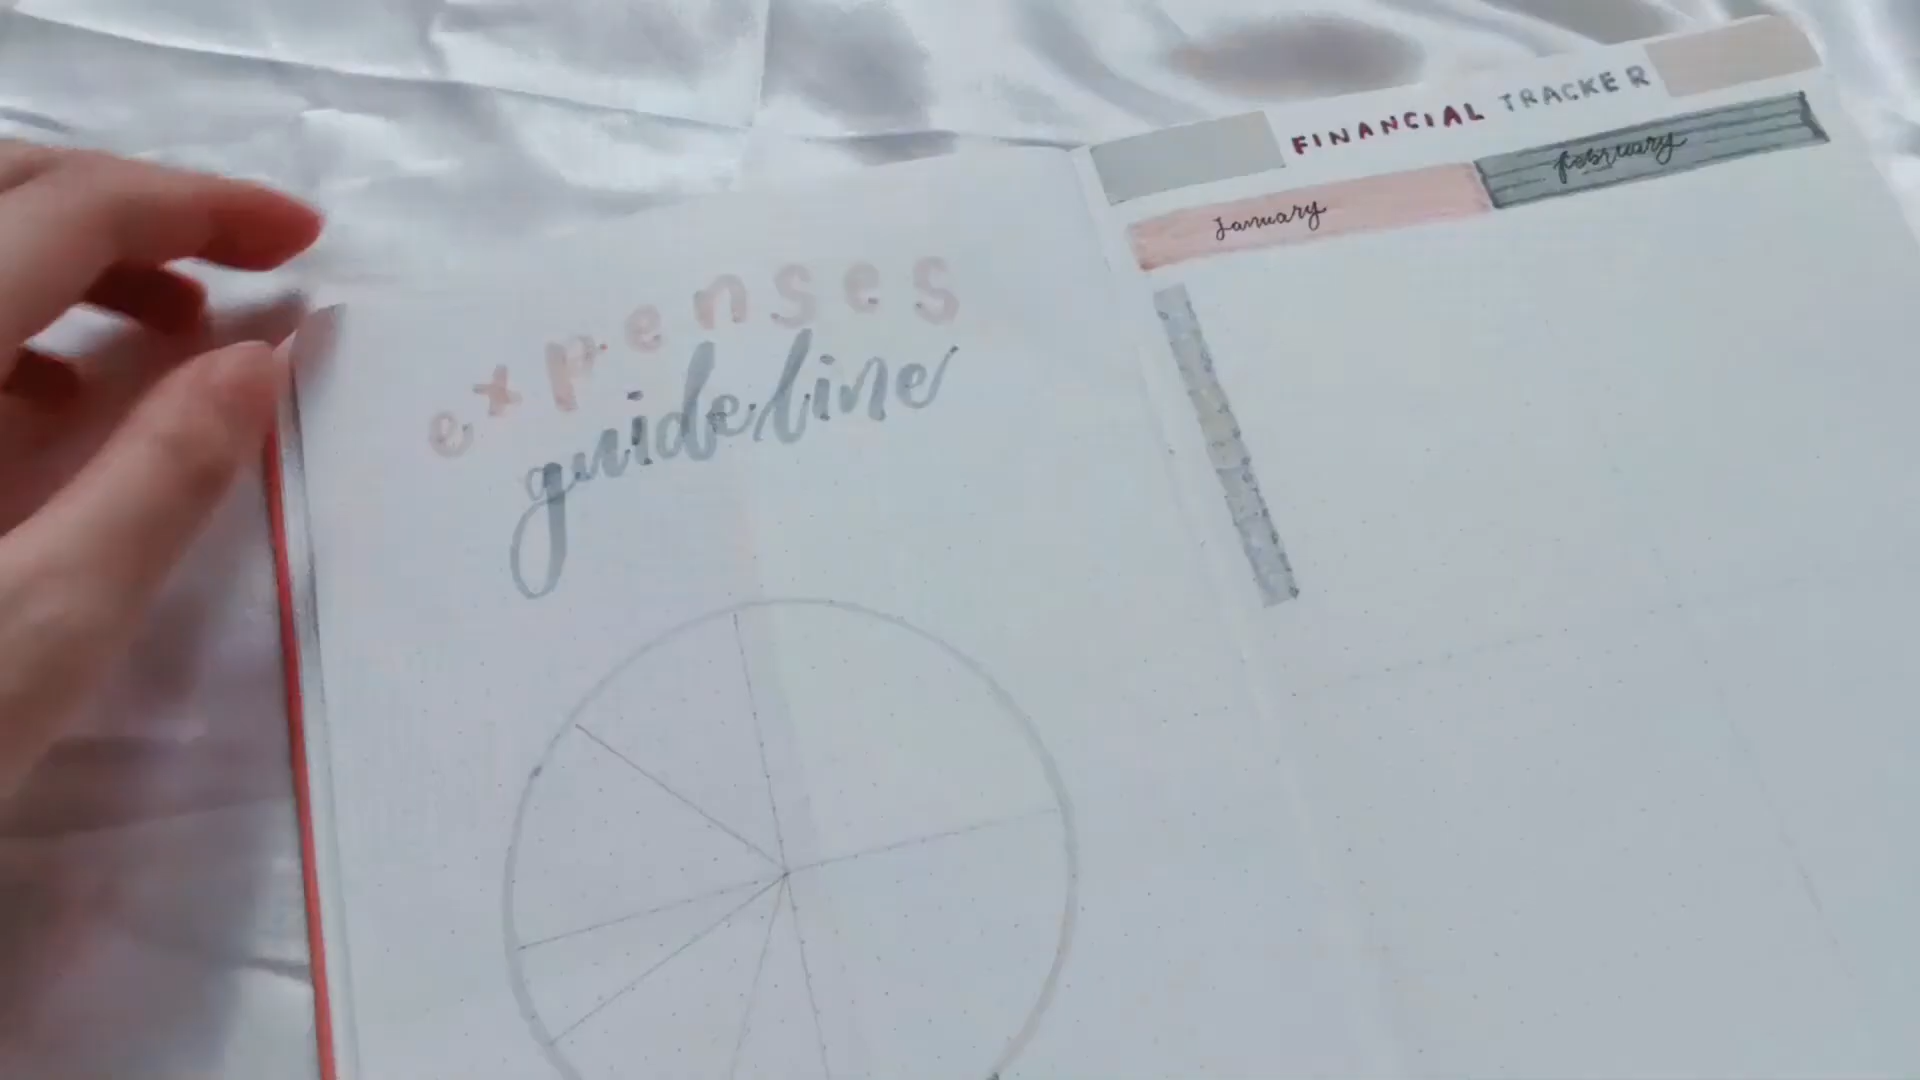 expenses
guideline
FINANCIAL TRACKER
January
february